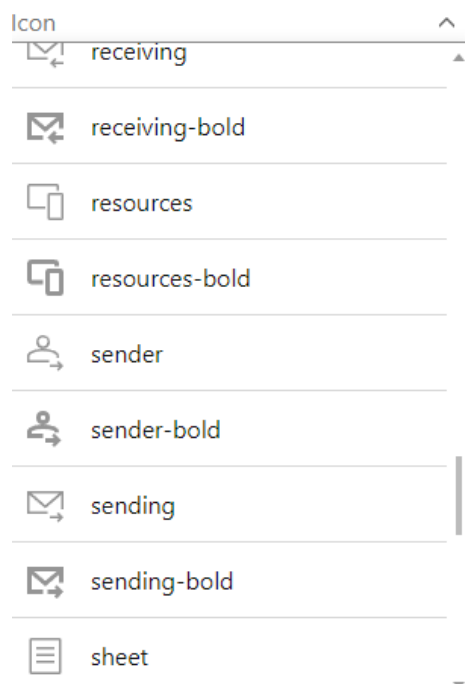 Icon
receiving
receiving-bold
resources
resources-bold
sender
sender-bold
sending
sending-bold
sheet